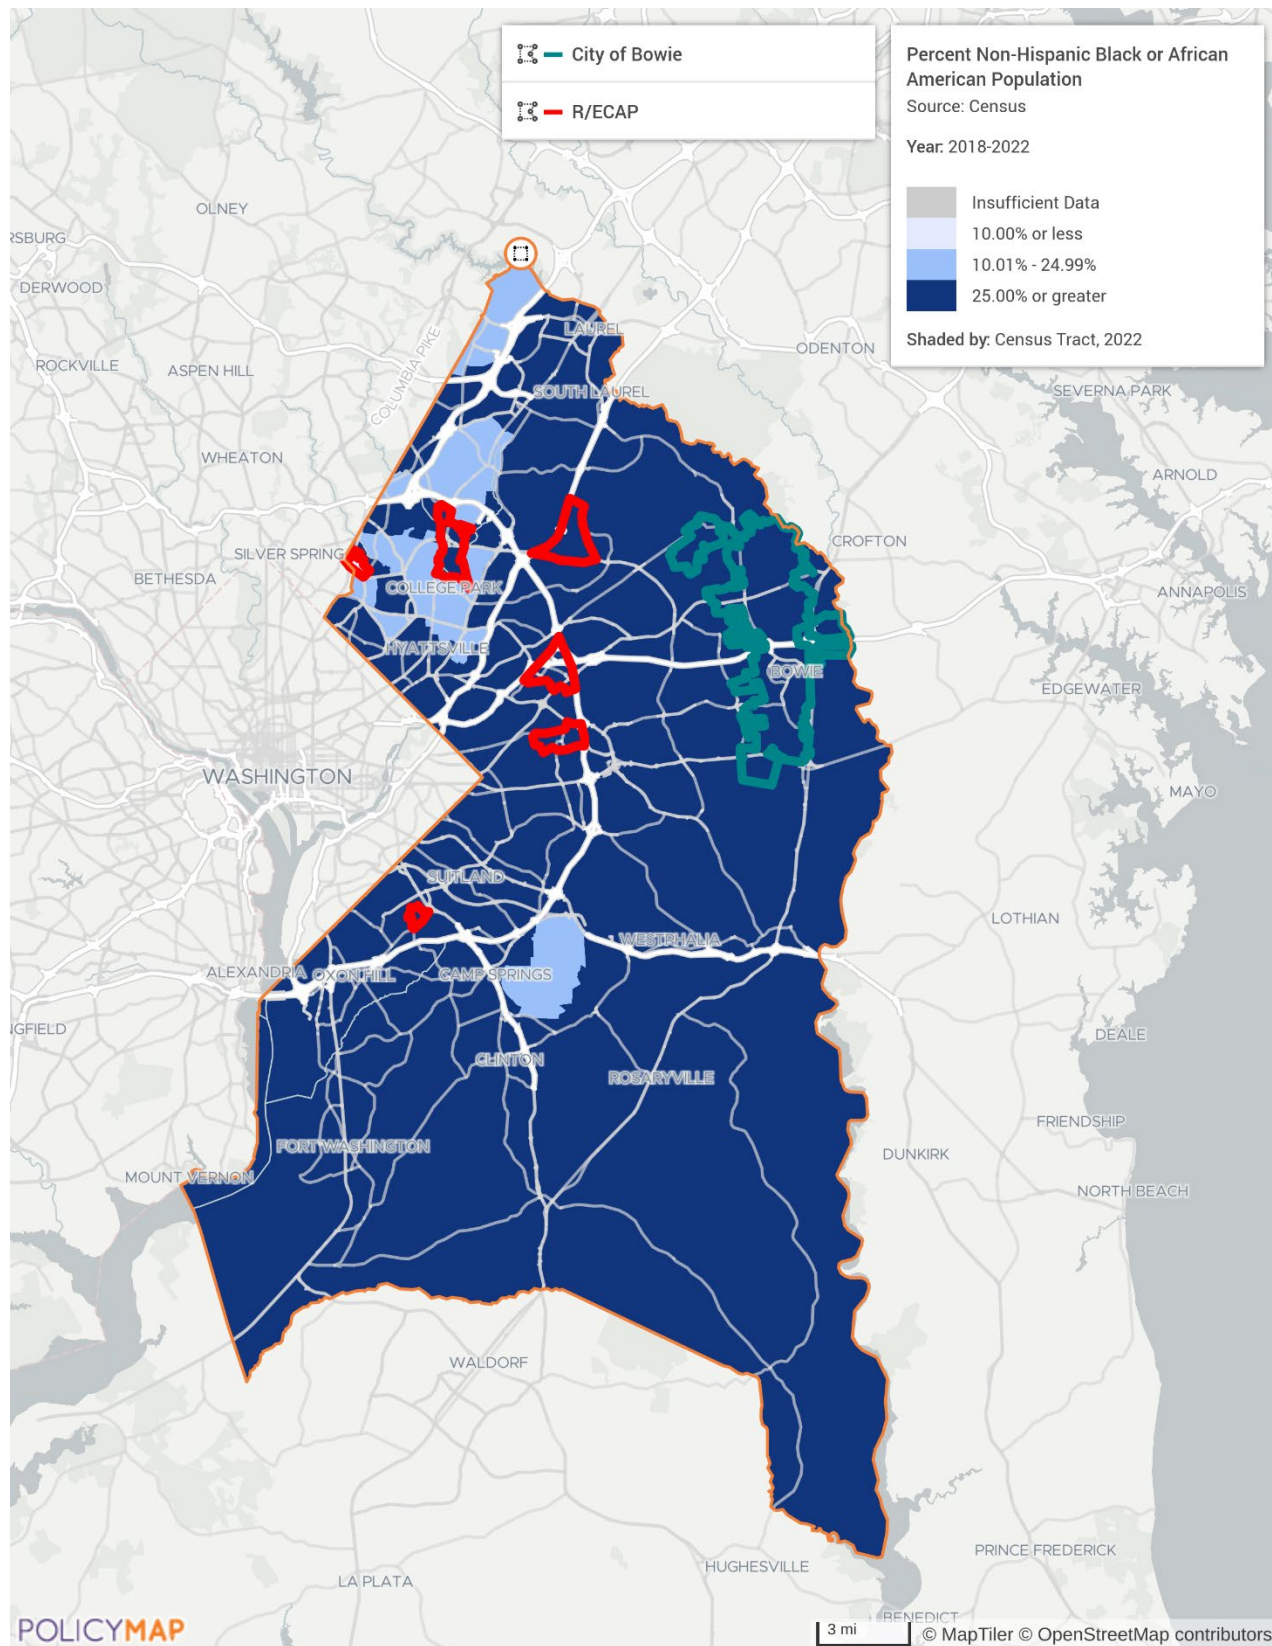 City of Bowie
R/ECAP
Percent Non-Hispanic Black or African
American Population
Source: Census
Year: 2018-2022
Insufficient Data
10.00% or less
10.01% - 24.99%
25.00% or greater
Shaded by: Census Tract, 2022
OLNEY
RSBURG
DERWOOD
LAUREL
COLUMBIA PIKE
ODENTON
ROCKVILLE
ASPEN HILL
SOUTH LAUREL
SEVERNA PARK
WHEATON
ARNOLD
SILVER SPRING
CROFTON
BETHESDA
COLLEGE PARK
ANNAPOLIS
HYATTSVILLE
BOWIE
EDGEWATER
WASHINGTON
MAYO
SUITLAND
LOTHIAN
WESTPHALIA
ALEXANDRIA
OXON HILL
CAMP SPRINGS
NGFIELD
DEALE
CLINTON
ROSARYVILLE
FRIENDSHIP
FORT WASHINGTON
DUNKIRK
MOUNT VERNON
NORTH BEACH
WALDORF
PRINCE FREDERICK
HUGHESVILLE
LA PLATA
BENEDICT
POLICYMAP
3 mi
© MapTiler © OpenStreetMap contributors